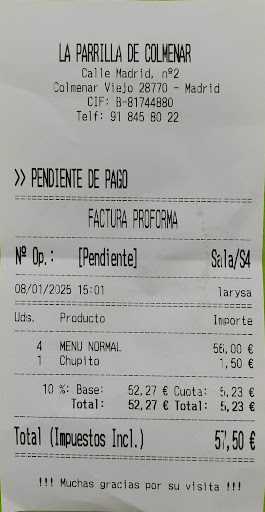 LA PARRILLA DE COLMENAR
Calle Madrid, nº2
Colmenar Viejo 28770 - Madrid
CIF: B-81744880
Telf: 91 845 80 22
>> PENDIENTE DE PAGO
FACTURA PROFORMA
Nº Op.: [Pendiente] Sala/S4
08/01/2025 15:01 larysa
Uds. Producto Importe
4 MENU NORMAL 56,00 €
1 Chupito 1,50 €
10 %: Base: 52,27 € Cuota: 5,23 €
Total: 52,27 € Total: 5,23 €
Total (Impuestos Incl.) 57,50 €
!!! Muchas gracias por su visita !!!